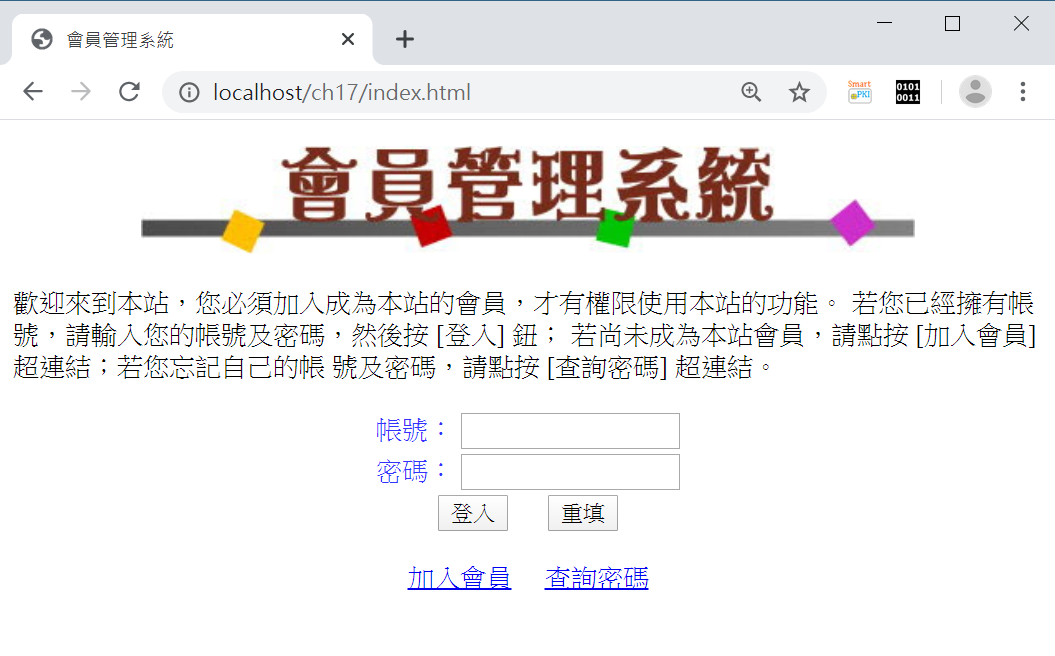 會員管理系統
localhost/ch17/index.html
Smart
PKI
0101
0011
會員管理系統
歡迎來到本站，您必須加入成為本站的會員，才有權限使用本站的功能。 若您已經擁有帳
號，請輸入您的帳號及密碼，然後按 [登入] 鈕； 若尚未成為本站會員，請點按 [加入會員]
超連結；若您忘記自己的帳 號及密碼，請點按 [查詢密碼] 超連結。
帳號：
密碼：
登入 重填
加入會員 查詢密碼